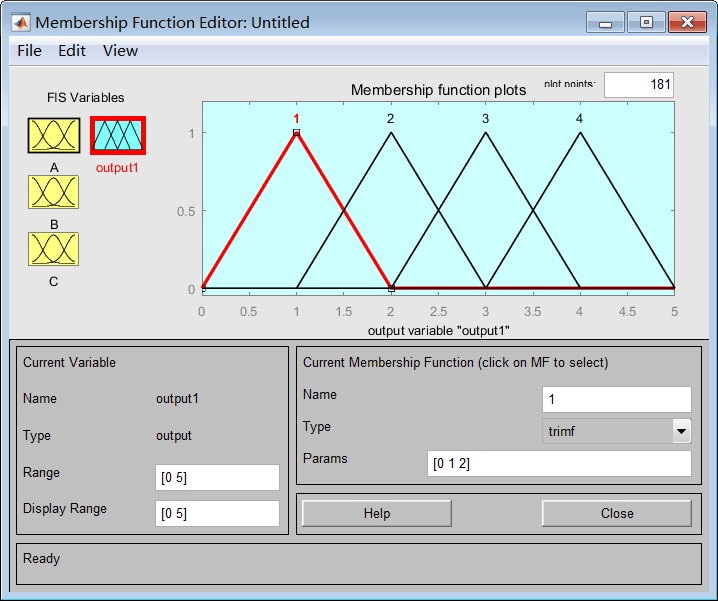 Membership Function Editor: Untitled
File Edit View
FIS Variables
Membership function plots
plot points:
181
A
output1
B
C
1
2
3
4
1
0.5
0
0
0.5
1
1.5
2
2.5
3
3.5
4
4.5
5
output variable "output1"
Current Variable
Name
output1
Type
output
Range
[0 5]
Display Range
[0 5]
Current Membership Function (click on MF to select)
Name
1
Type
trimf
Params
[0 1 2]
Help
Close
Ready